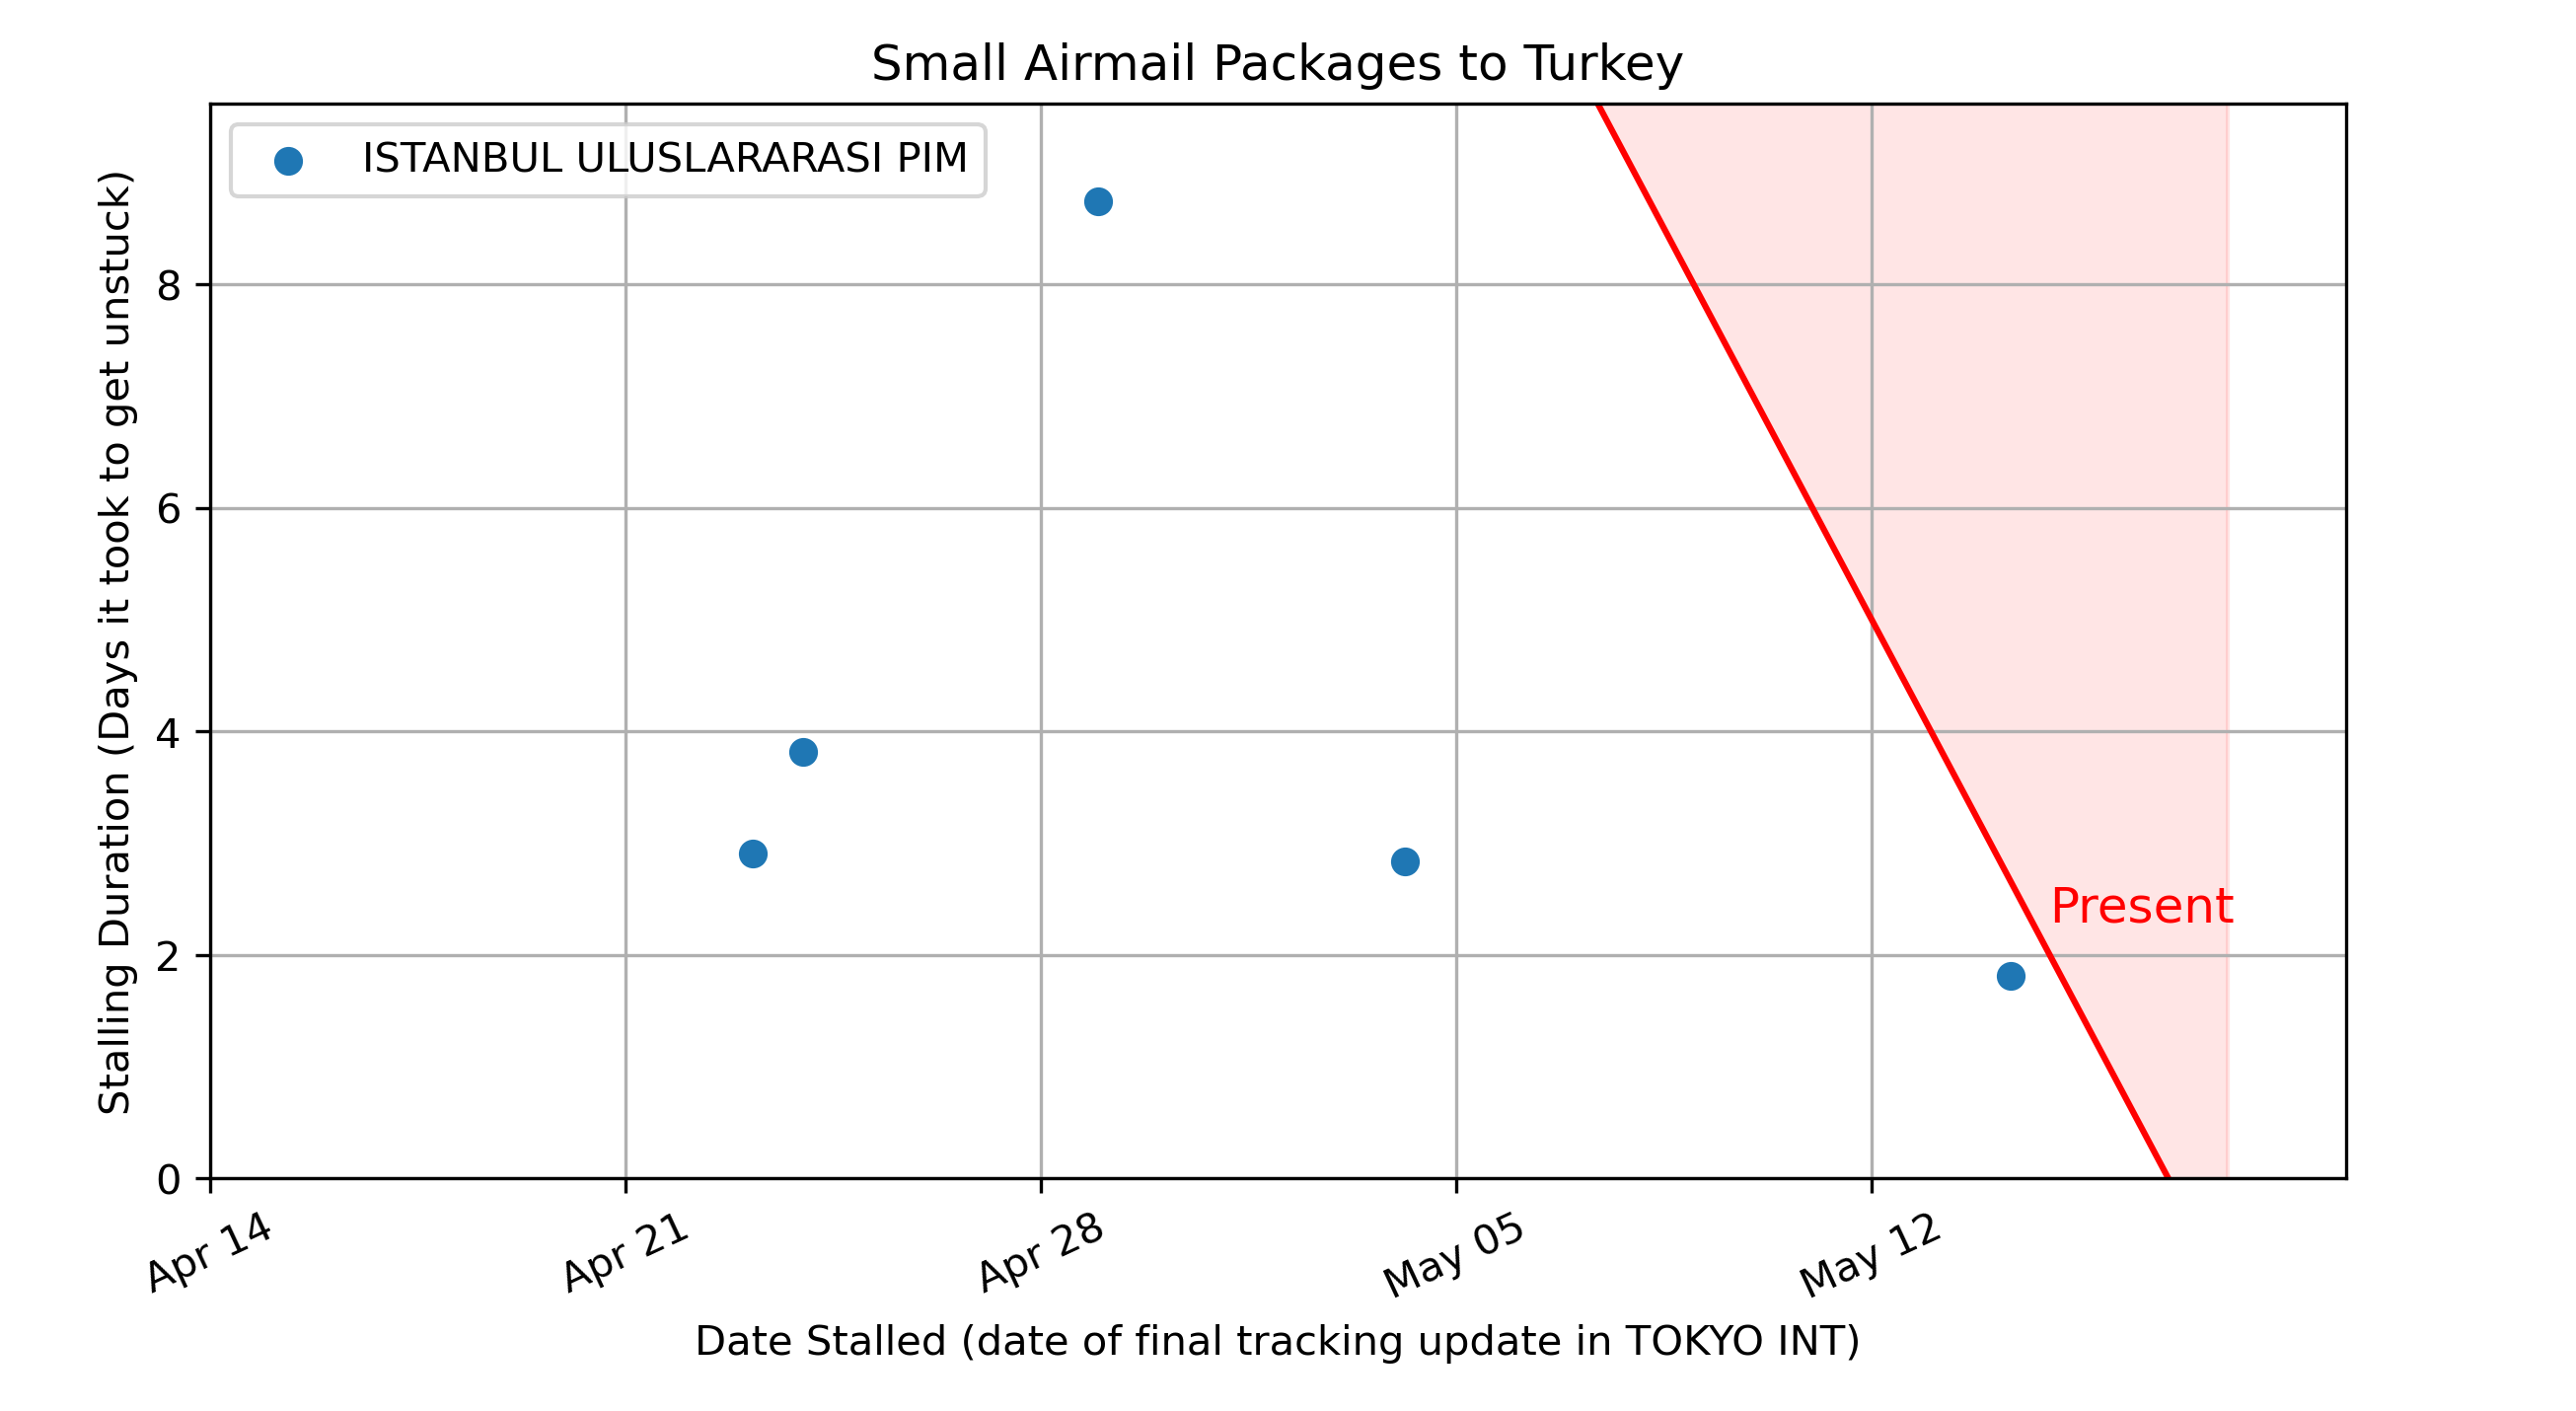 Small Airmail Packages to Turkey
ISTANBUL ULUSLARARASI PIM
Stalling Duration (Days it took to get unstuck)
8
6
4
2
0
Present
Apr 14
Apr 21
Apr 28
May 05
May 12
Date Stalled (date of final tracking update in TOKYO INT)